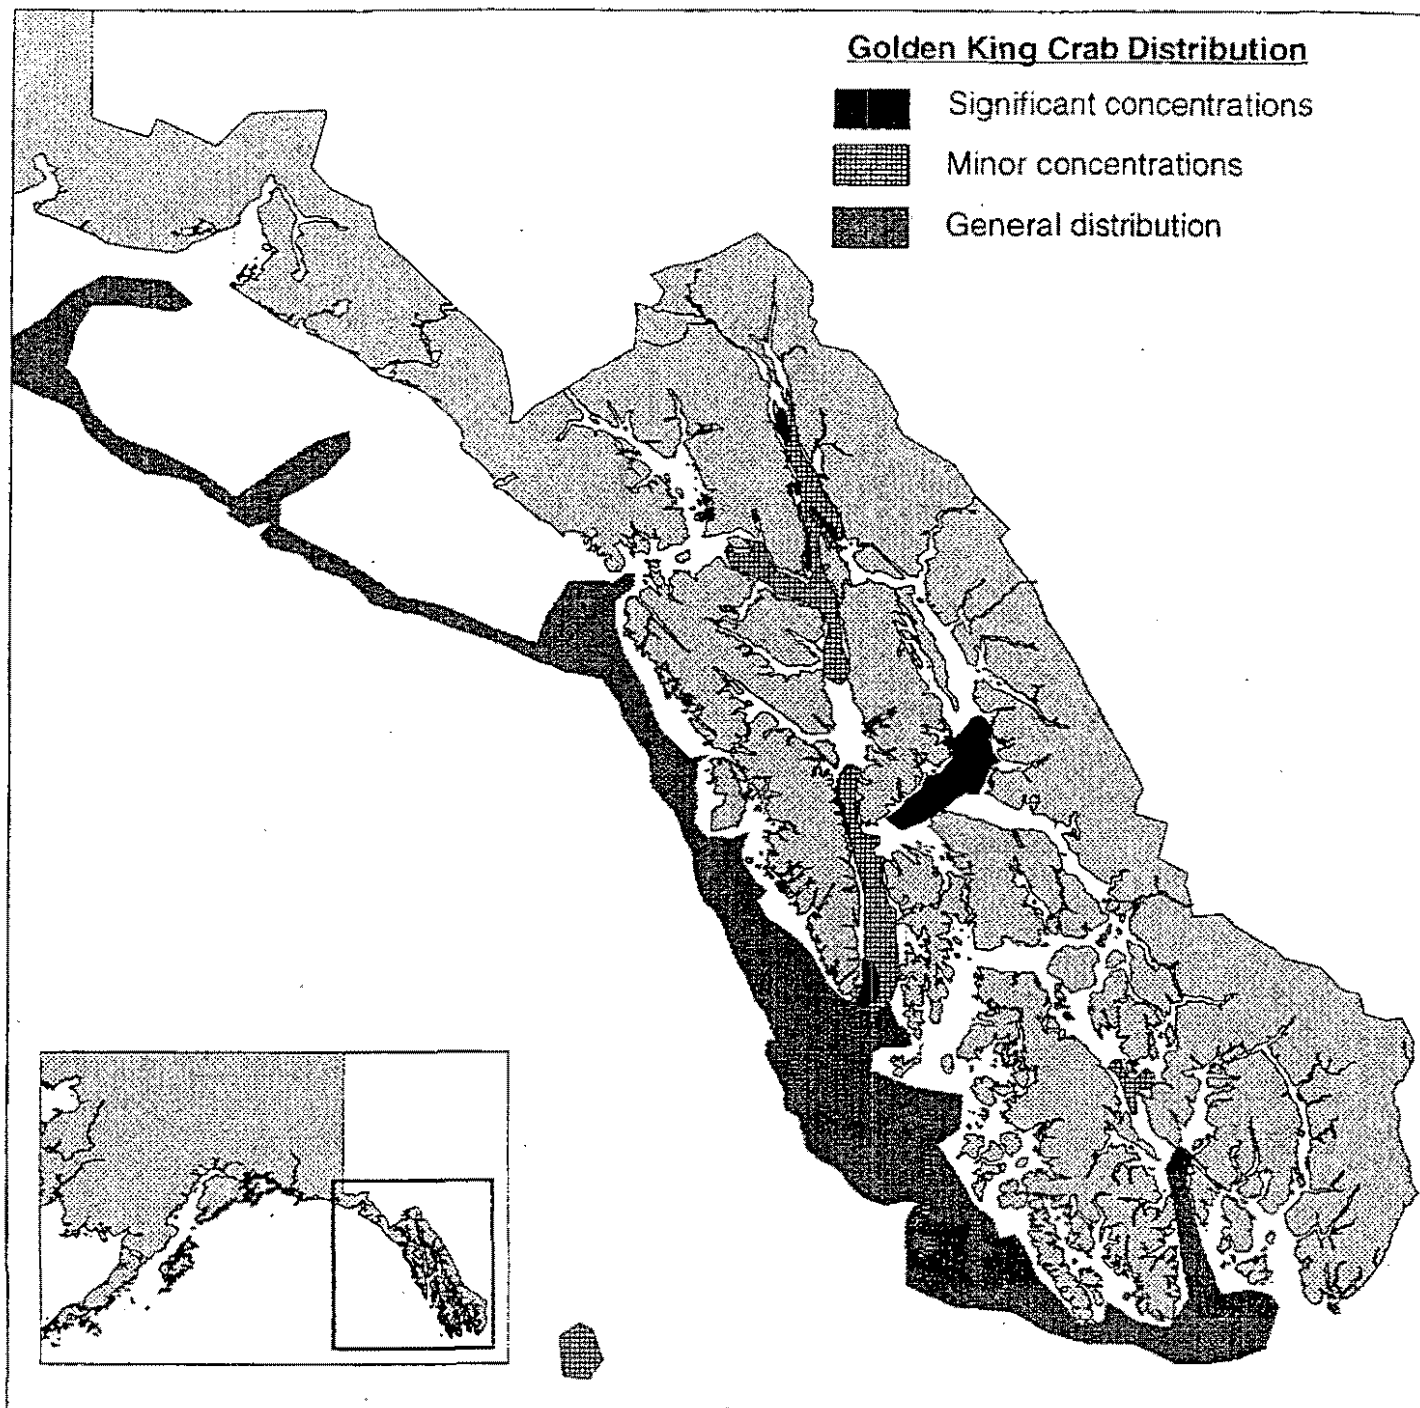 Golden King Crab Distribution
Significant concentrations
Minor concentrations
General distribution